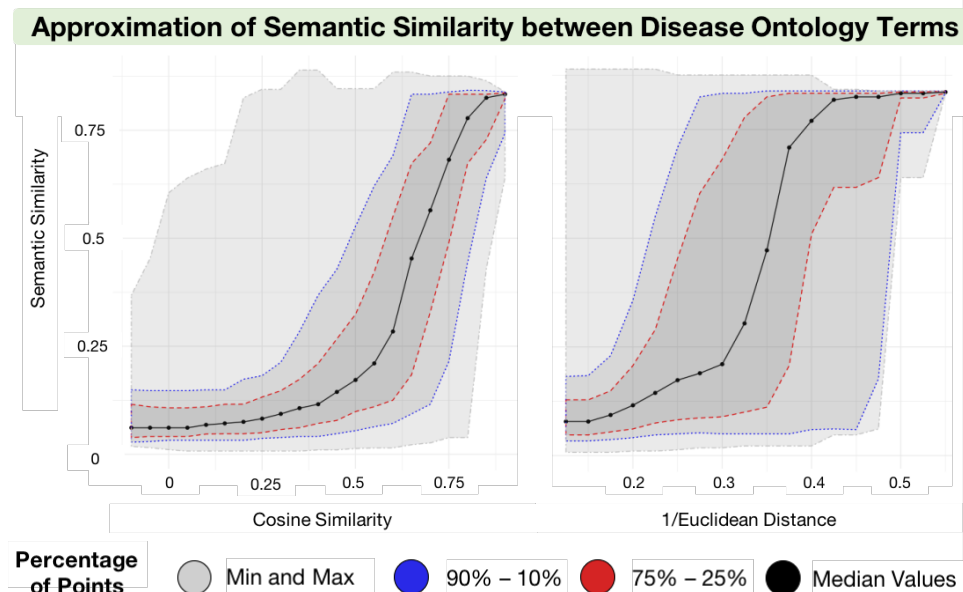 Approximation of Semantic Similarity between Disease Ontology Terms
Semantic Similarity
0.75
0.5
0.25
0
0 0.25 0.5 0.75
0.2 0.3 0.4 0.5
Cosine Similarity
1/Euclidean Distance
Percentage
of Points
Min and Max
90% – 10%
75% – 25%
Median Values